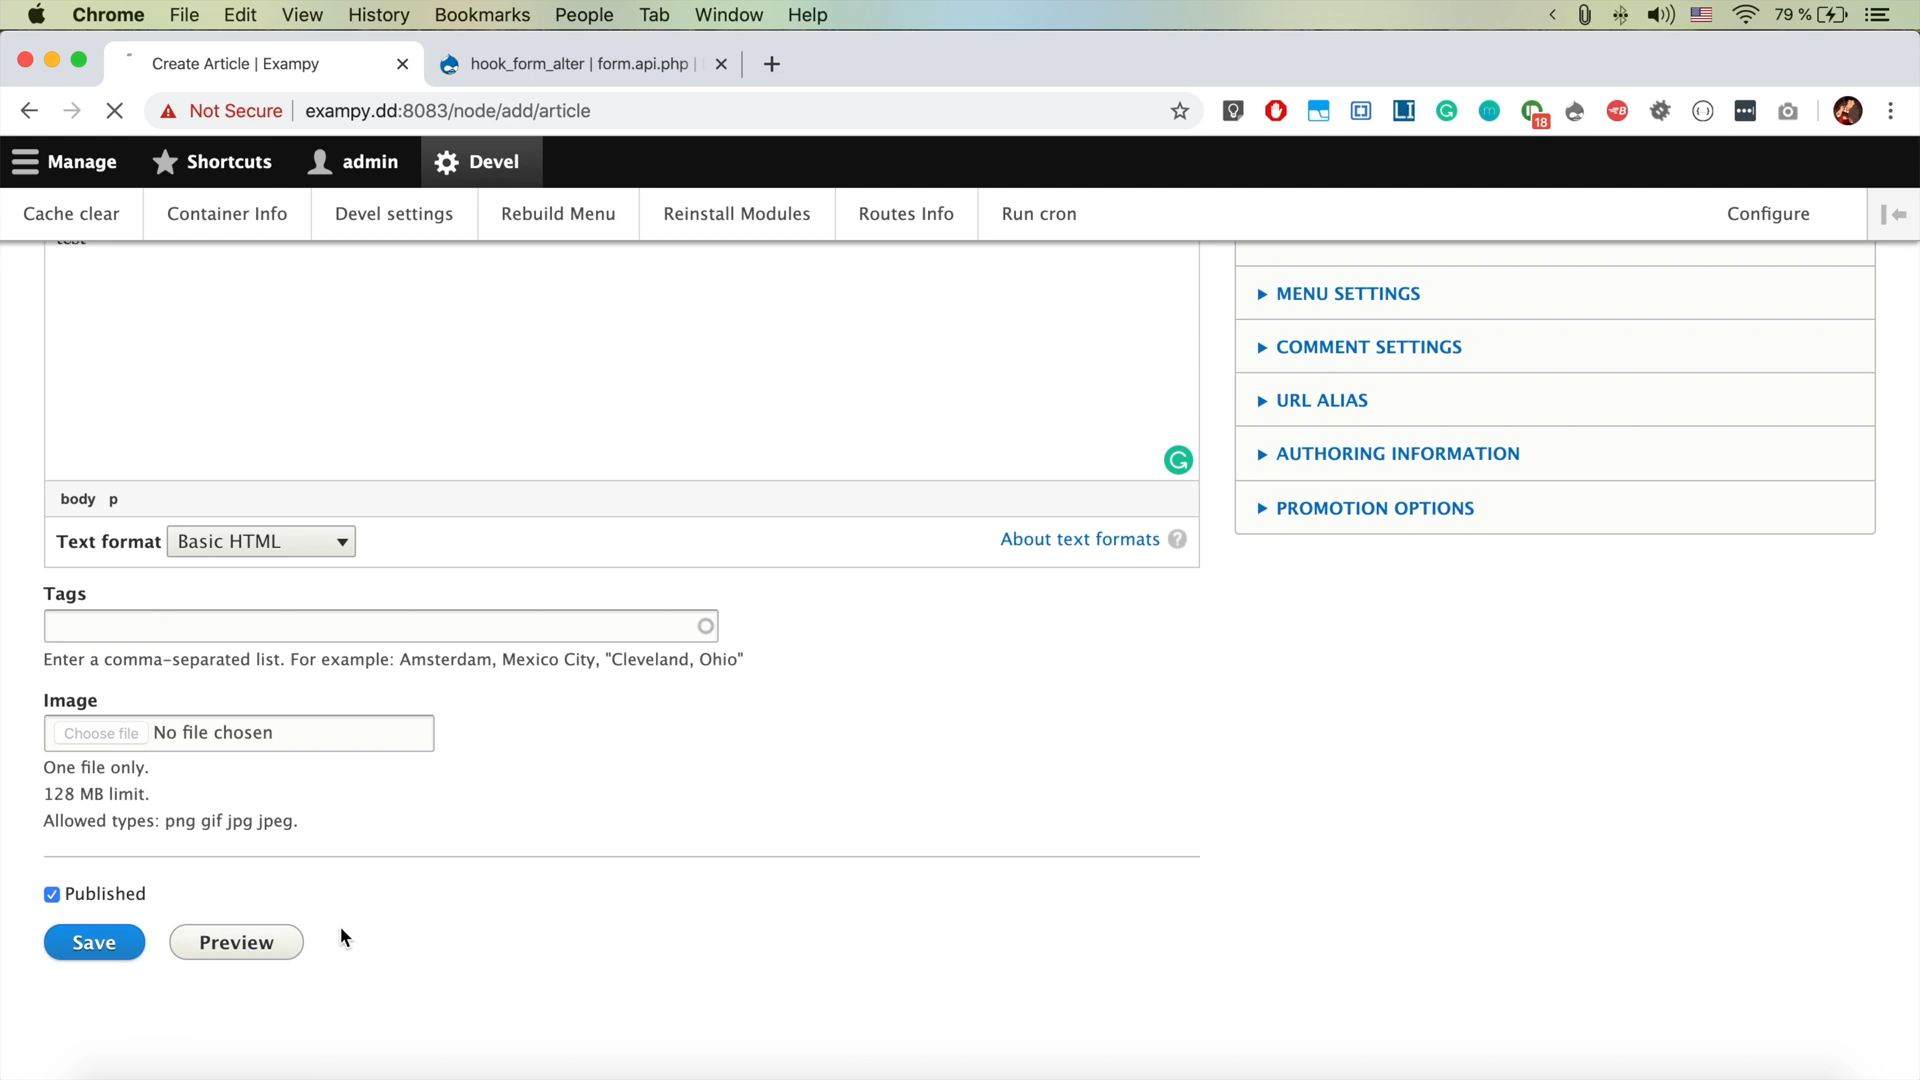 Chrome File Edit View History Bookmarks People Tab Window Help 79 %
Create Article | Exampy hook_form_alter | form.api.php |
Not Secure exampy.dd:8083/node/add/article
18
Manage Shortcuts admin Devel
Cache clear Container Info Devel settings Rebuild Menu Reinstall Modules Routes Info Run cron Configure
test
MENU SETTINGS
COMMENT SETTINGS
URL ALIAS
AUTHORING INFORMATION
PROMOTION OPTIONS
body p
Text format Basic HTML About text formats ?
Tags
Enter a comma-separated list. For example: Amsterdam, Mexico City, "Cleveland, Ohio"
Image
Choose file No file chosen
One file only.
128 MB limit.
Allowed types: png gif jpg jpeg.
Published
Save Preview